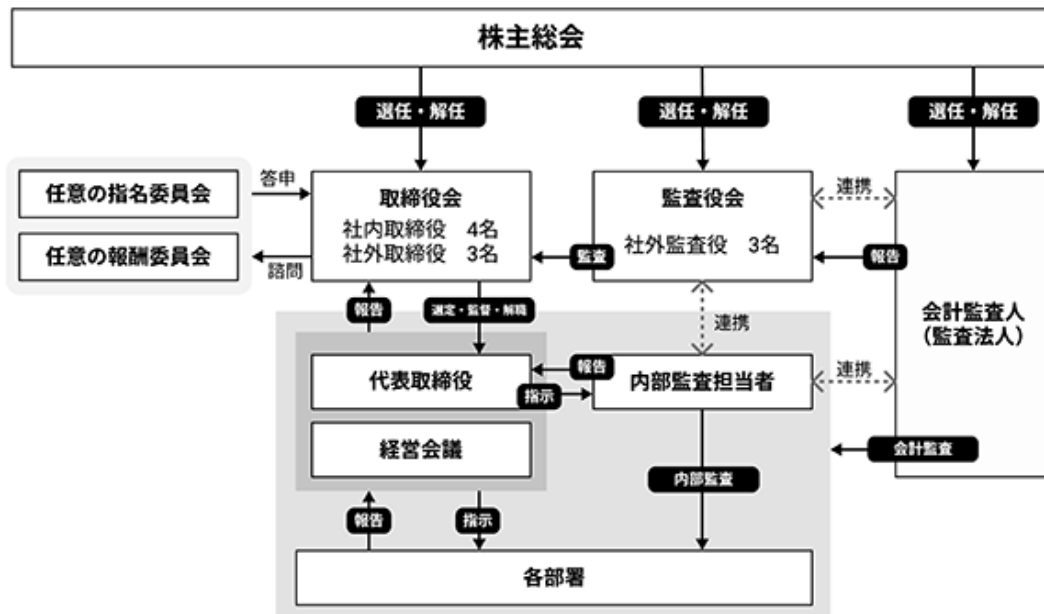 株主総会
選任・解任
選任・解任
選任・解任
任意の指名委員会
答申
取締役会
社内取締役 4名
社外取締役 3名
監査役会
社外監査役 3名
連携
任意の報酬委員会
諮問
監査
報告
会計監査人
(監査法人)
報告
選定・監督・解職
連携
代表取締役
報告
指示
内部監査担当者
連携
経営会議
会計監査
内部監査
報告
指示
各部署